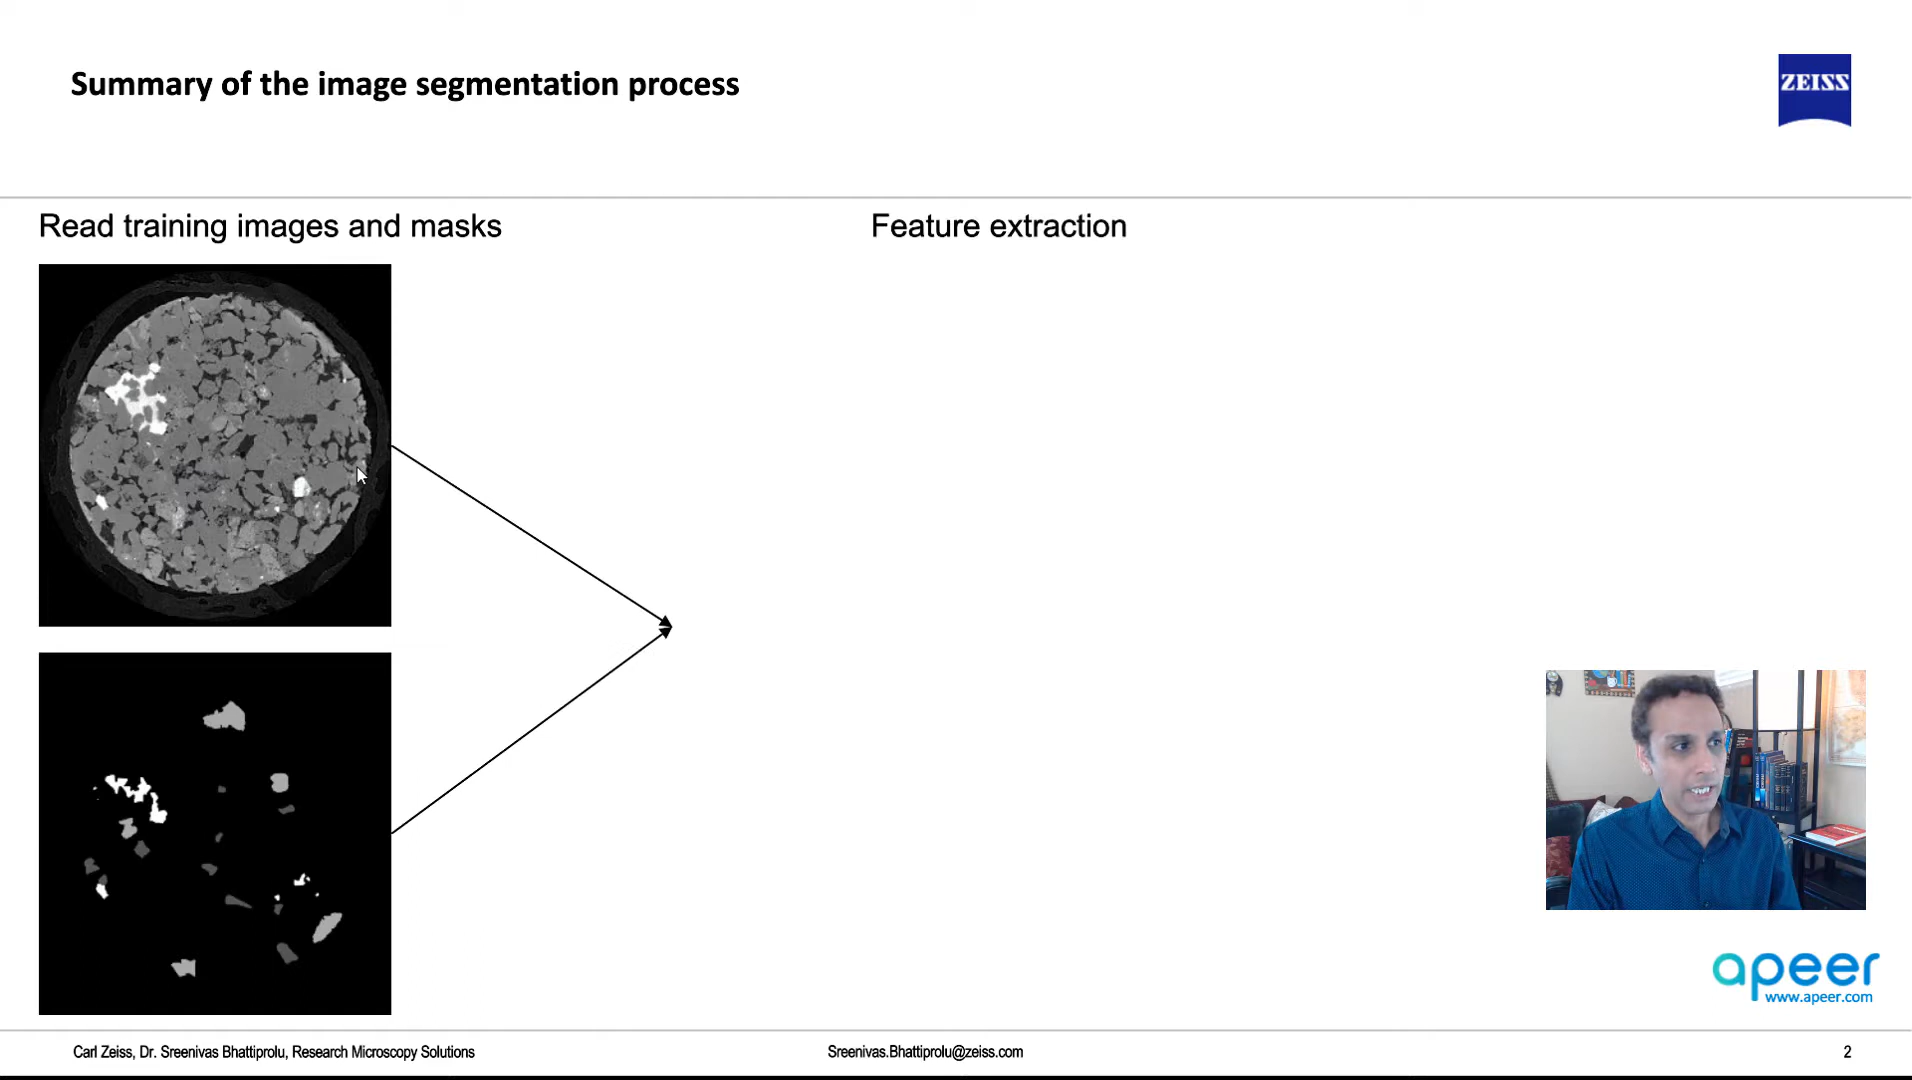 Summary of the image segmentation process
ZEISS
Read training images and masks
Feature extraction
apeer
www.apeer.com
Carl Zeiss, Dr. Sreenivas Bhattiprolu, Research Microscopy Solutions
Sreenivas.Bhattiprolu@zeiss.com
2